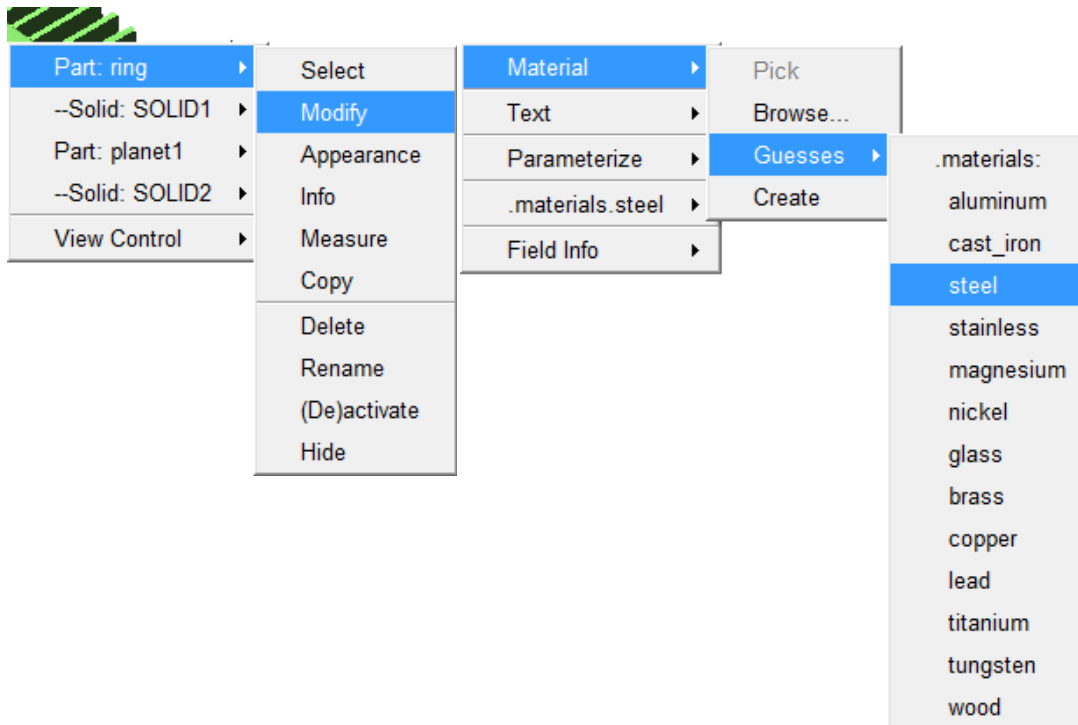 Part: ring
--Solid: SOLID1
Part: planet1
--Solid: SOLID2
View Control
Select
Modify
Appearance
Info
Measure
Copy
Delete
Rename
(De)activate
Hide
Material
Text
Parameterize
.materials.steel
Field Info
Pick
Browse...
Guesses
Create
.materials:
aluminum
cast_iron
steel
stainless
magnesium
nickel
glass
brass
copper
lead
titanium
tungsten
wood